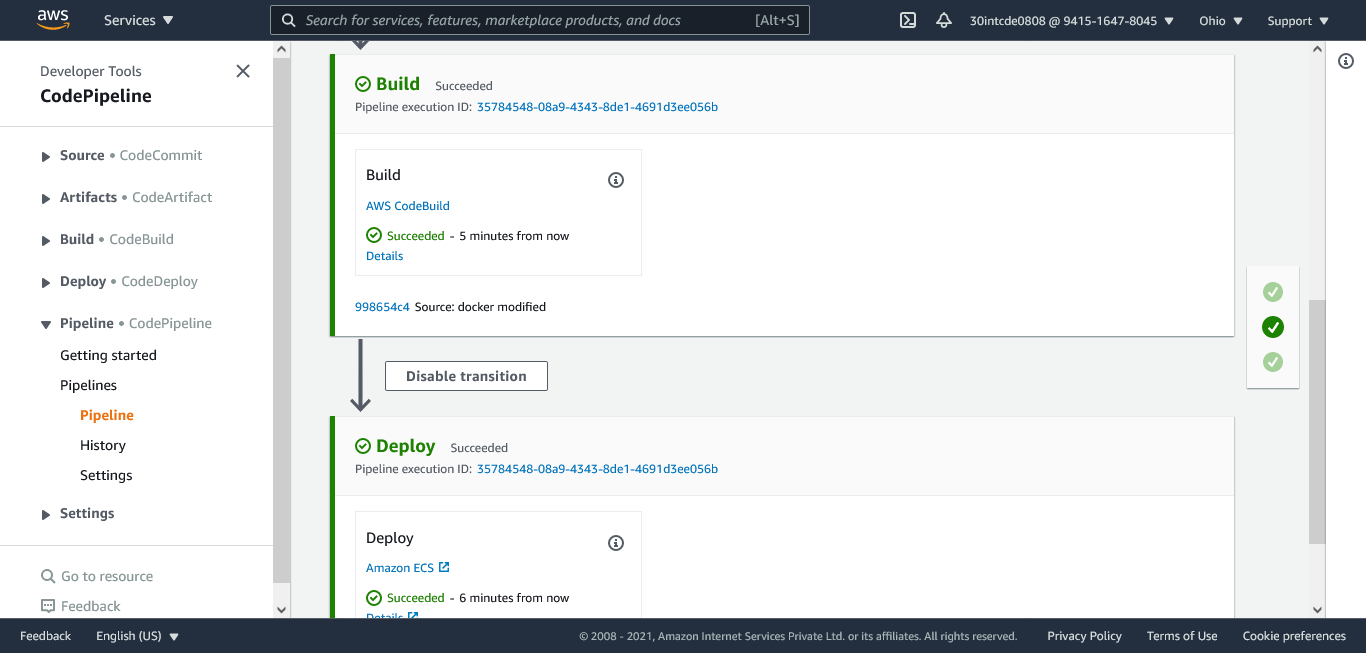 aws
Services
Search for services, features, marketplace products, and docs [Alt+S]
30intcde0808 @ 9415-1647-8045
Ohio
Support
Developer Tools
CodePipeline
Source • CodeCommit
Artifacts • CodeArtifact
Build • CodeBuild
Deploy • CodeDeploy
Pipeline • CodePipeline
Getting started
Pipelines
Pipeline
History
Settings
Settings
Go to resource
Feedback
Build Succeeded
Pipeline execution ID: 35784548-08a9-4343-8de1-4691d3ee056b
Build
AWS CodeBuild
Succeeded - 5 minutes from now
Details
998654c4 Source: docker modified
Disable transition
Deploy Succeeded
Pipeline execution ID: 35784548-08a9-4343-8de1-4691d3ee056b
Deploy
Amazon ECS
Succeeded - 6 minutes from now
Details
Feedback
English (US)
© 2008 - 2021, Amazon Internet Services Private Ltd. or its affiliates. All rights reserved.
Privacy Policy
Terms of Use
Cookie preferences